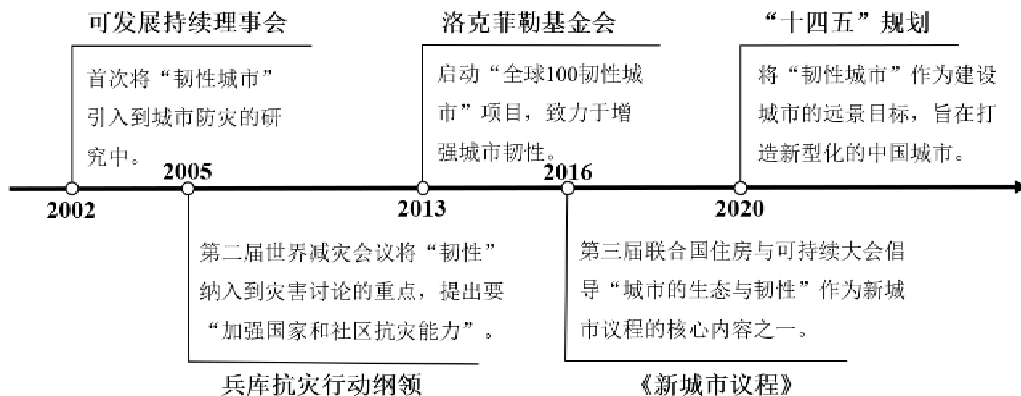 可发展持续理事会
首次将“韧性城市”
引入到城市防灾的研
究中。
2002
2005
第二届世界减灾会议将“韧性”
纳入到灾害讨论的重点，提出要
“加强国家和社区抗灾能力”。
兵库抗灾行动纲领
洛克菲勒基金会
启动“全球100韧性城
市”项目，致力于增
强城市韧性。
2013
2016
第三届联合国住房与可持续大会倡
导“城市的生态与韧性”作为新城
市议程的核心内容之一。
《新城市议程》
“十四五”规划
将“韧性城市”作为建设
城市的远景目标，旨在打
造新型化的中国城市。
2020